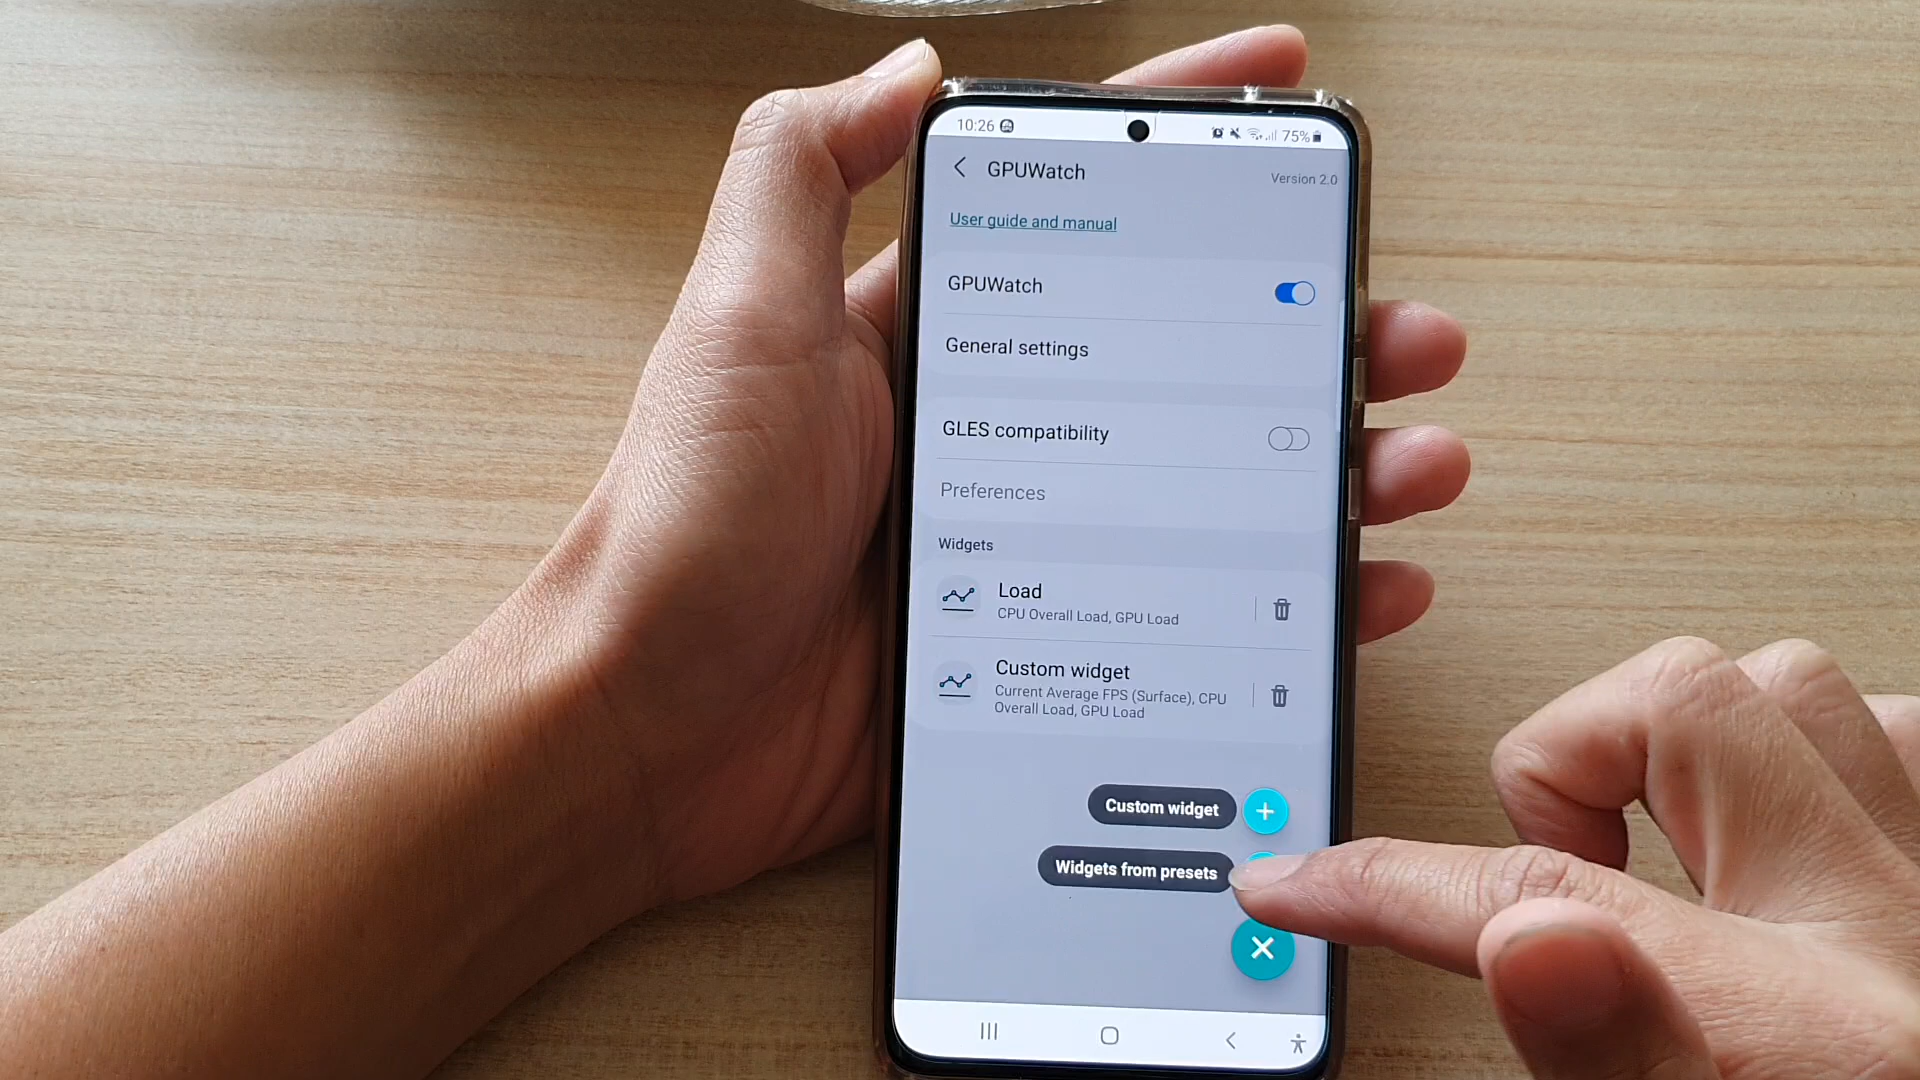 10:26
75%
GPUWatch
Version 2.0
User guide and manual
GPUWatch
General settings
GLES compatibility
Preferences
Widgets
Load
CPU Overall Load, GPU Load
Custom widget
Current Average FPS (Surface), CPU
Overall Load, GPU Load
Custom widget
Widgets from presets